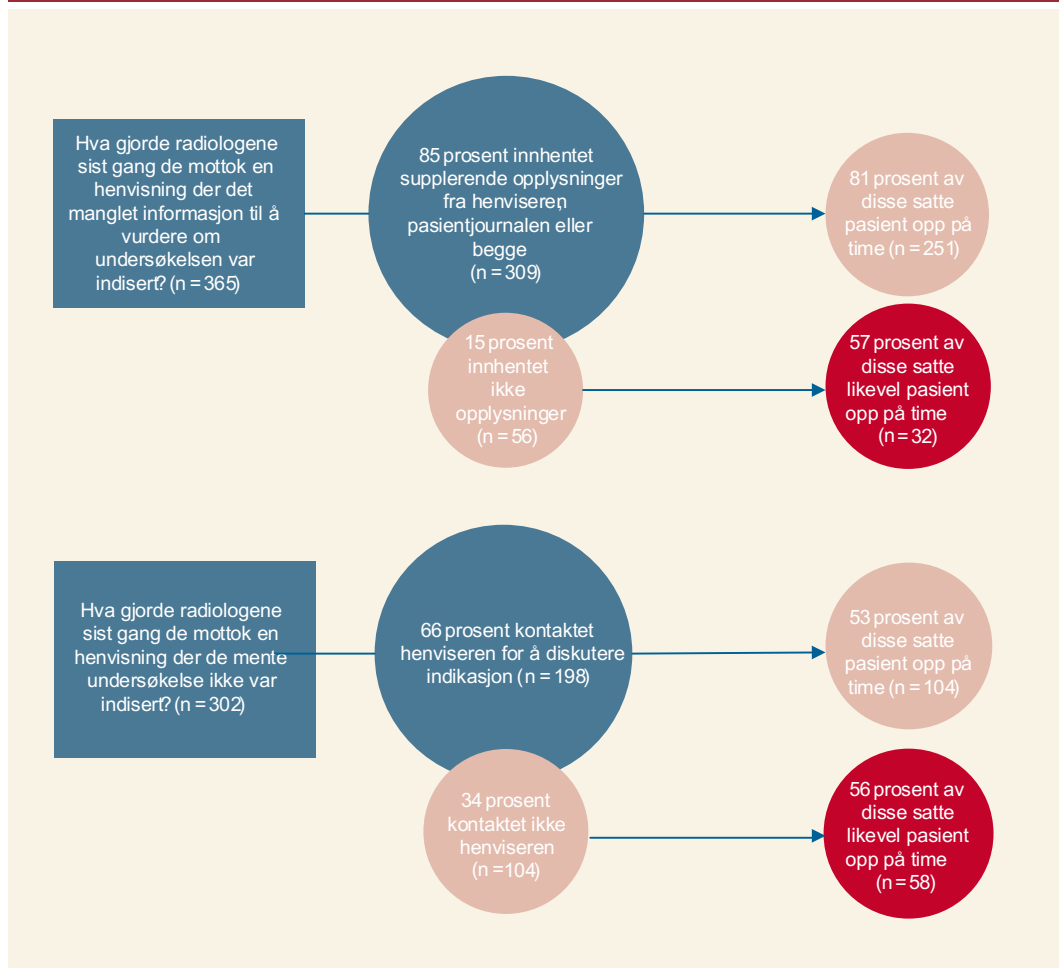 Hva gjorde radiologene
sist gang de mottok en
henvisning der det
manglet informasjon til å
vurdere om
undersøkelsen var
indisert? (n = 365)
85 prosent innhentet
supplerende opplysninger
fra henviseren,
pasientjournalen eller
begge
(n = 309)
81 prosent av
disse satte
pasient opp på
time (n = 251)
15 prosent
innhentet
ikke
opplysninger
(n = 56)
57 prosent av
disse satte
likevel pasient
opp på time
(n = 32)
Hva gjorde radiologene
sist gang de mottok en
henvisning der de mente
undersøkelse ikke var
indisert? (n = 302)
66 prosent kontaktet
henviseren for å diskutere
indikasjon (n = 198)
53 prosent av
disse satte
pasient opp på
time (n = 104)
34 prosent
kontaktet ikke
henviseren
(n =104)
56 prosent av
disse satte
likevel pasient
opp på time
(n = 58)